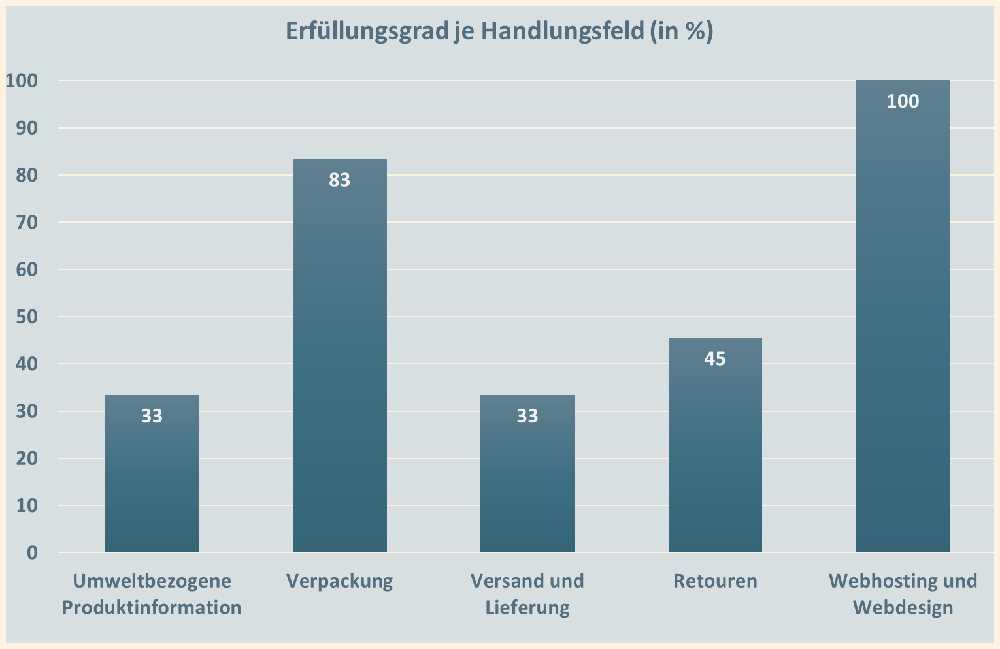 Erfüllungsgrad je Handlungsfeld (in %)
100
90
80
70
60
50
40
30
20
10
0
33
83
33
45
100
Umweltbezogene
Produktinformation
Verpackung
Versand und
Lieferung
Retouren
Webhosting und
Webdesign